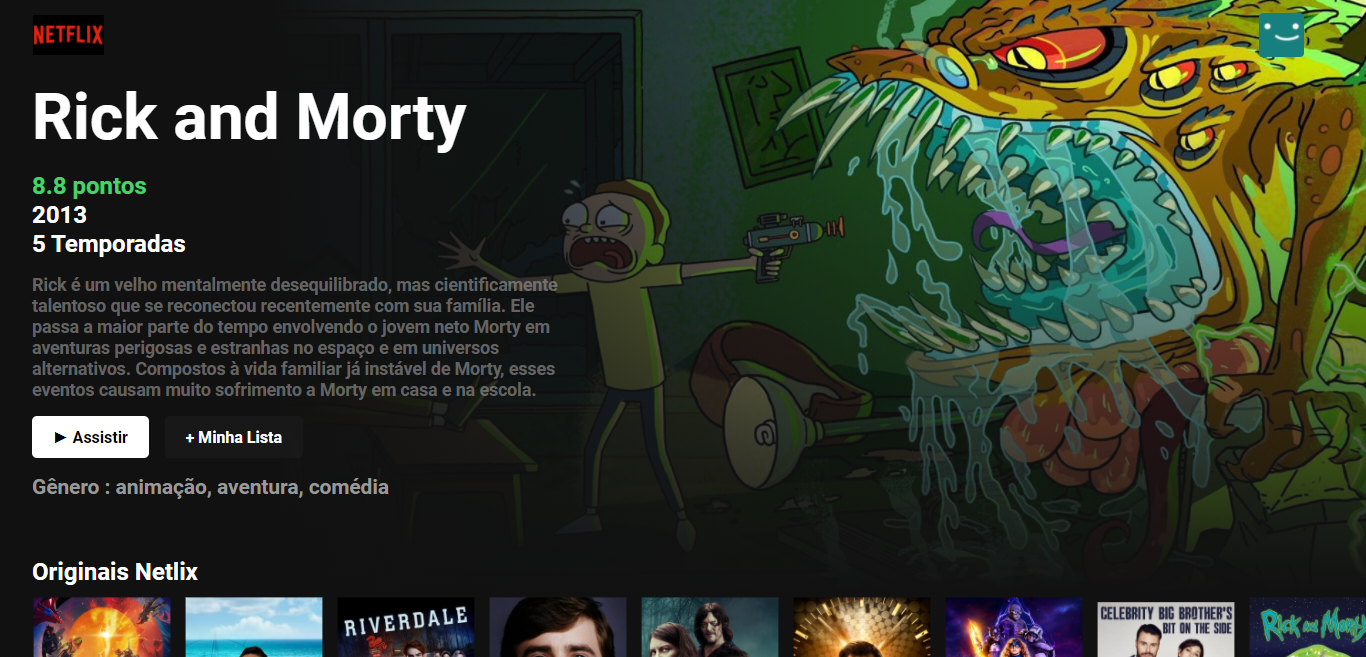 NETFLIX
Rick and Morty
8.8 pontos
2013
5 Temporadas
Rick é um velho mentalmente desequilibrado, mas cientificamente
talentoso que se reconectou recentemente com sua família. Ele
passa a maior parte do tempo envolvendo o jovem neto Morty em
aventuras perigosas e estranhas no espaço e em universos
alternativos. Compostos à vida familiar já instável de Morty, esses
eventos causam muito sofrimento a Morty em casa e na escola.
► Assistir
+ Minha Lista
Gênero : animação, aventura, comédia
Originais Netlix
RIVERDALE
CELEBRITY BIG BROTHER'S
BIT ON THE SIDE
Rick and Morty